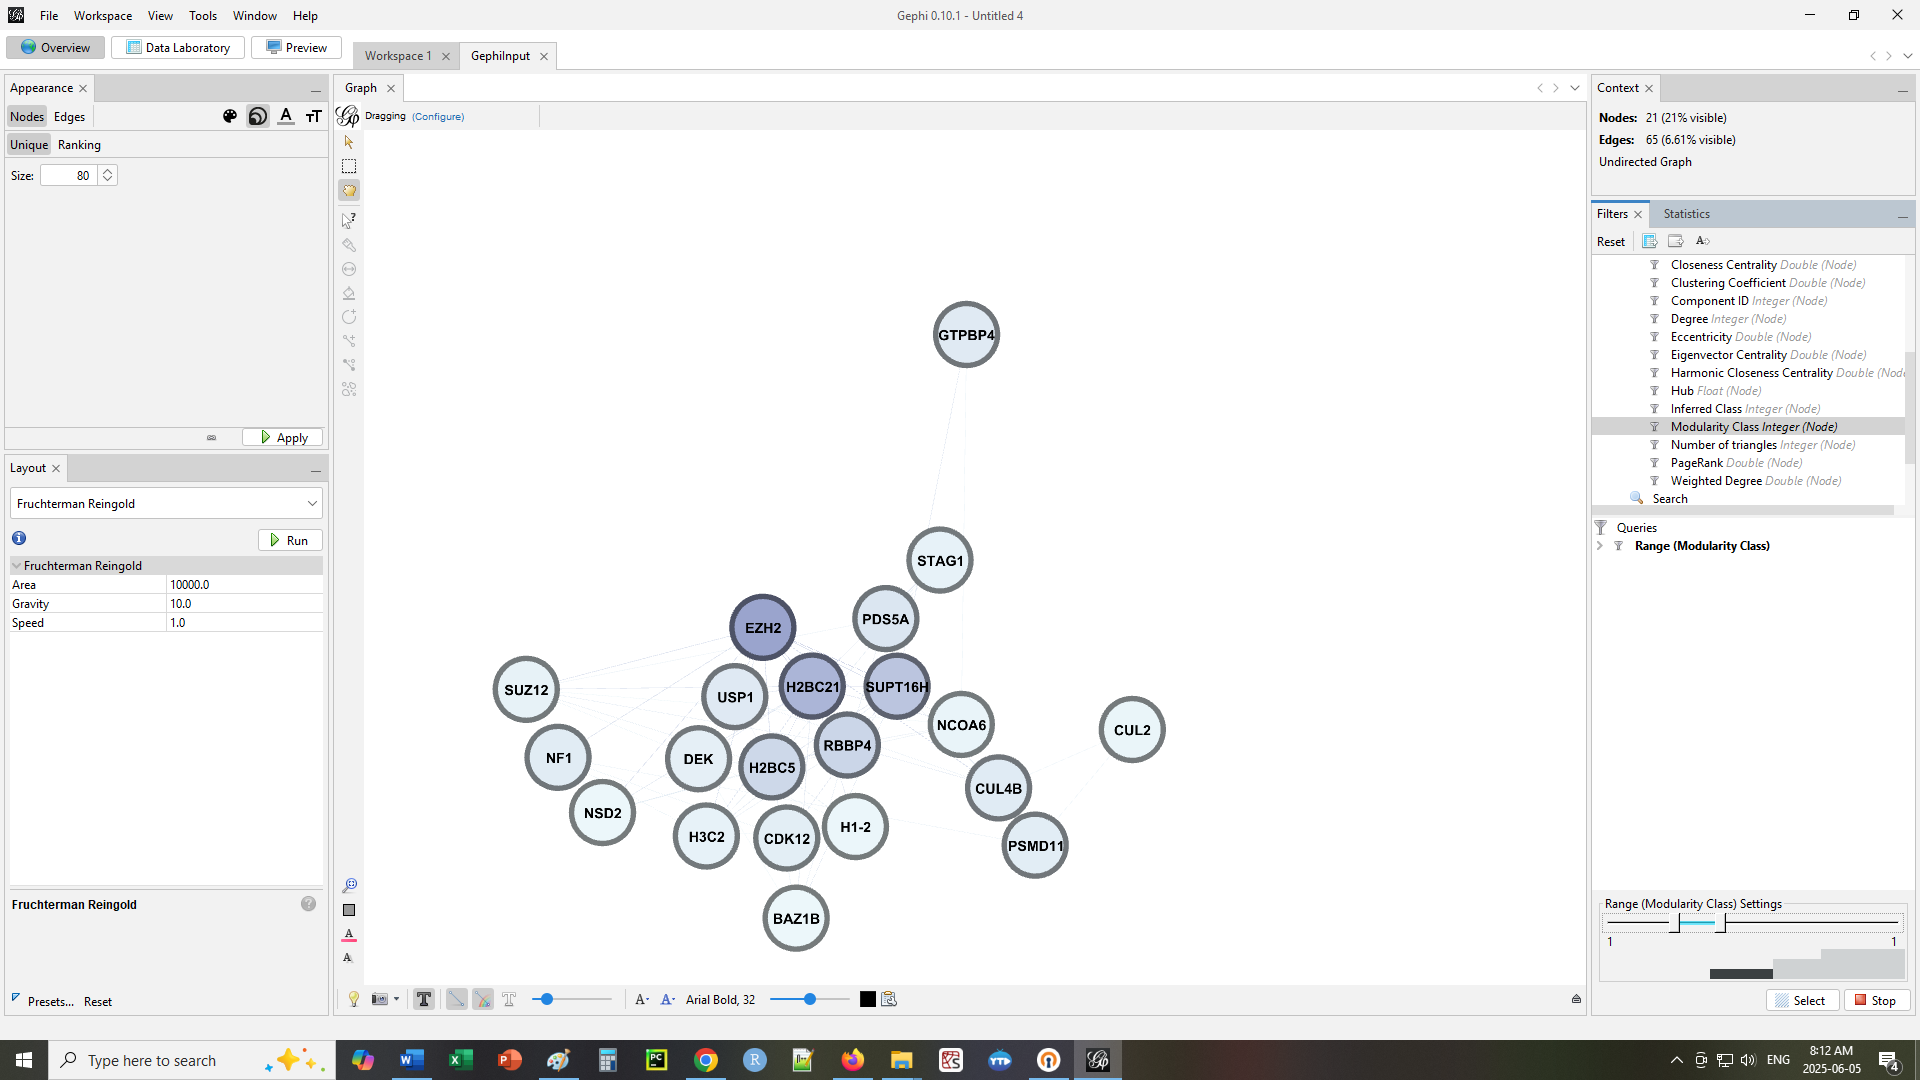 File Workspace View Tools Window Help
Gephi 0.10.1 - Untitled 4
Overview Data Laboratory Preview
Workspace 1 GephiInput
Appearance
Nodes Edges
Unique Ranking
Size: 80
Apply
Layout
Fruchterman Reingold
Run
Fruchterman Reingold
Area 10000.0
Gravity 10.0
Speed 1.0
Fruchterman Reingold
Presets... Reset
Graph
Dragging (Configure)
GTPBP4
STAG1
PDS5A
EZH2
H2BC21
SUPT16H
SUZ12
USP1
NCOA6
CUL2
RBBP4
NF1
DEK
H2BC5
CUL4B
NSD2
H1-2
H3C2
CDK12
PSMD11
BAZ1B
Arial Bold, 32
Context
Nodes: 21 (21% visible)
Edges: 65 (6.61% visible)
Undirected Graph
Filters Statistics
Reset
Closeness Centrality Double (Node)
Clustering Coefficient Double (Node)
Component ID Integer (Node)
Degree Integer (Node)
Eccentricity Double (Node)
Eigenvector Centrality Double (Node)
Harmonic Closeness Centrality Double (Node
Hub Float (Node)
Inferred Class Integer (Node)
Modularity Class Integer (Node)
Number of triangles Integer (Node)
PageRank Double (Node)
Weighted Degree Double (Node)
Search
Queries
Range (Modularity Class)
Range (Modularity Class) Settings
1 1
Select Stop
Type here to search
ENG
8:12 AM
2025-06-05
4